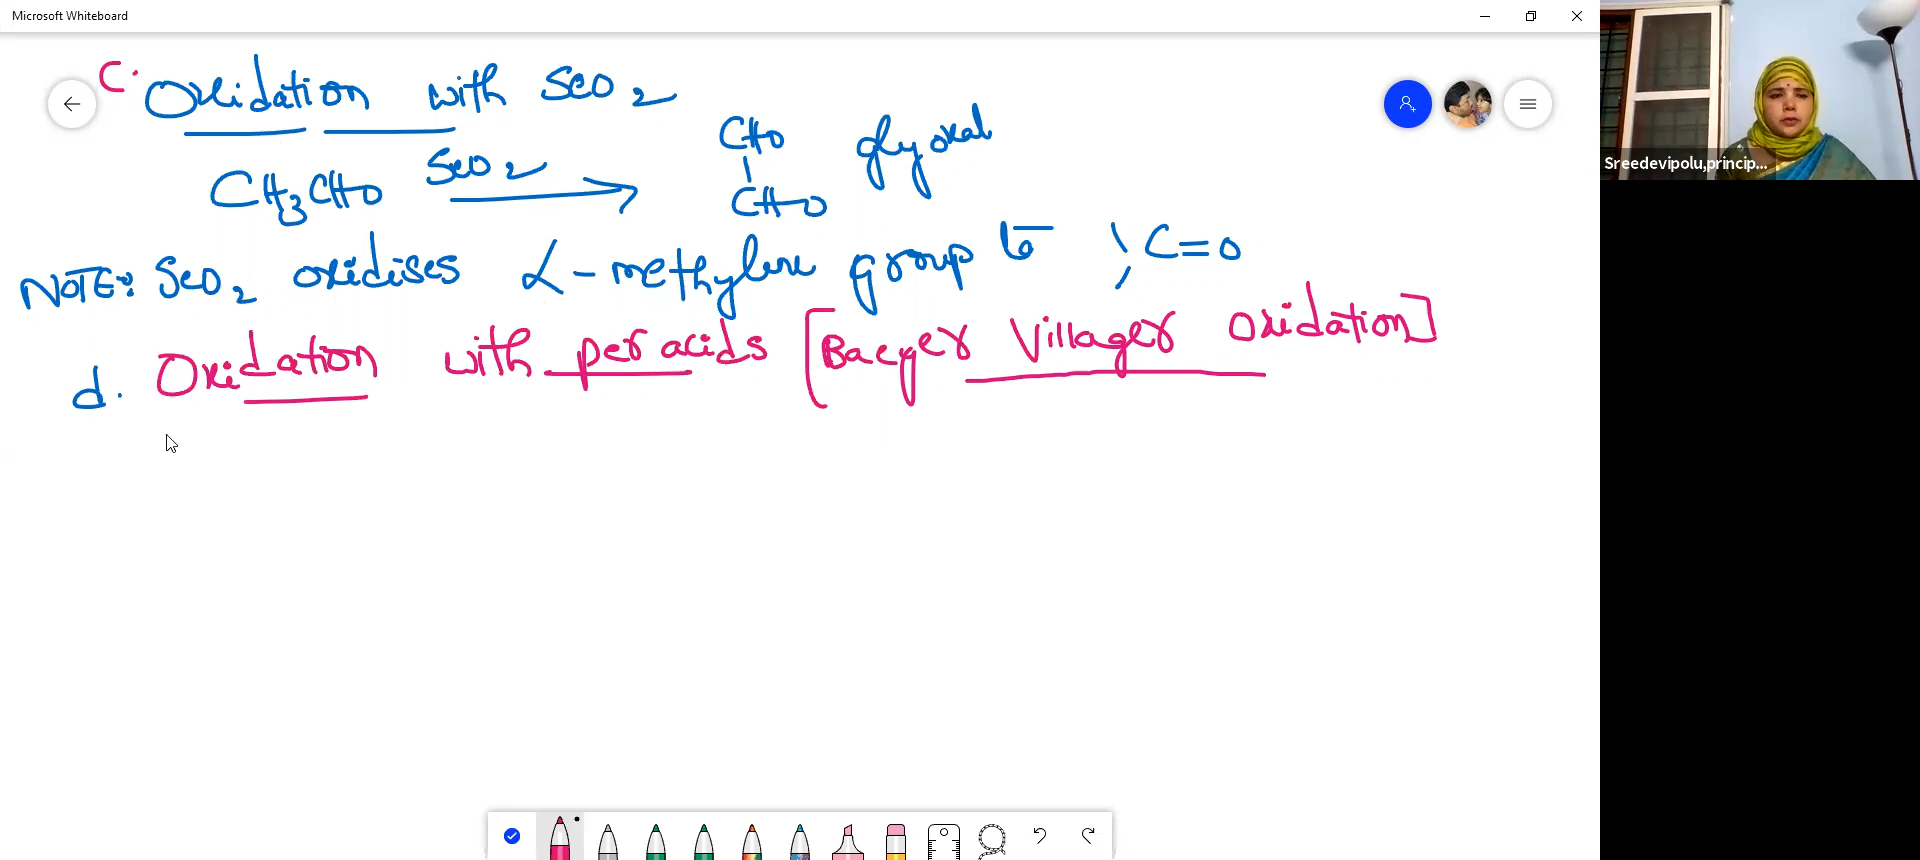 Microsoft Whiteboard
C. Oxidation with SeO2
CH3CHO SeO2 → CHO
|
CHO glyoxal
NOTE: SeO2 oxidises α-methylene group to \ C=O
/
d. Oxidation with per acids [Baeyer Villager Oxidation]
Sreedevipolu,princip...